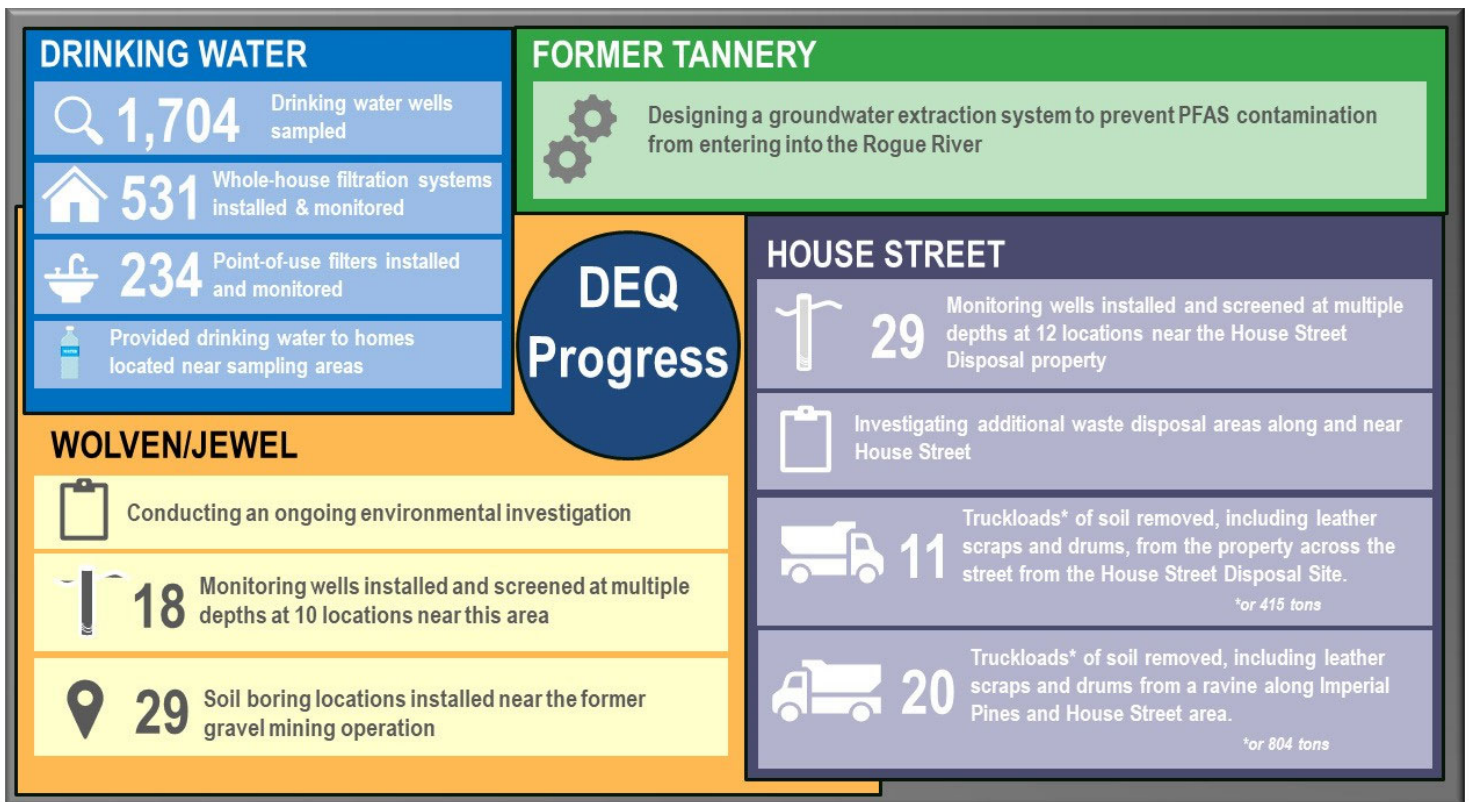 DRINKING WATER
1,704
Drinking water wells
sampled
531
Whole-house filtration systems
installed & monitored
234
Point-of-use filters installed
and monitored
WATER
Provided drinking water to homes
located near sampling areas
FORMER TANNERY
Designing a groundwater extraction system to prevent PFAS contamination
from entering into the Rogue River
DEQ
Progress
WOLVEN/JEWEL
Conducting an ongoing environmental investigation
18
Monitoring wells installed and screened at multiple
depths at 10 locations near this area
29
Soil boring locations installed near the former
gravel mining operation
HOUSE STREET
29
Monitoring wells installed and screened at multiple
depths at 12 locations near the House Street
Disposal property
Investigating additional waste disposal areas along and near
House Street
11
Truckloads* of soil removed, including leather
scraps and drums, from the property across the
street from the House Street Disposal Site.
*or 415 tons
20
Truckloads* of soil removed, including leather
scraps and drums from a ravine along Imperial
Pines and House Street area.
*or 804 tons